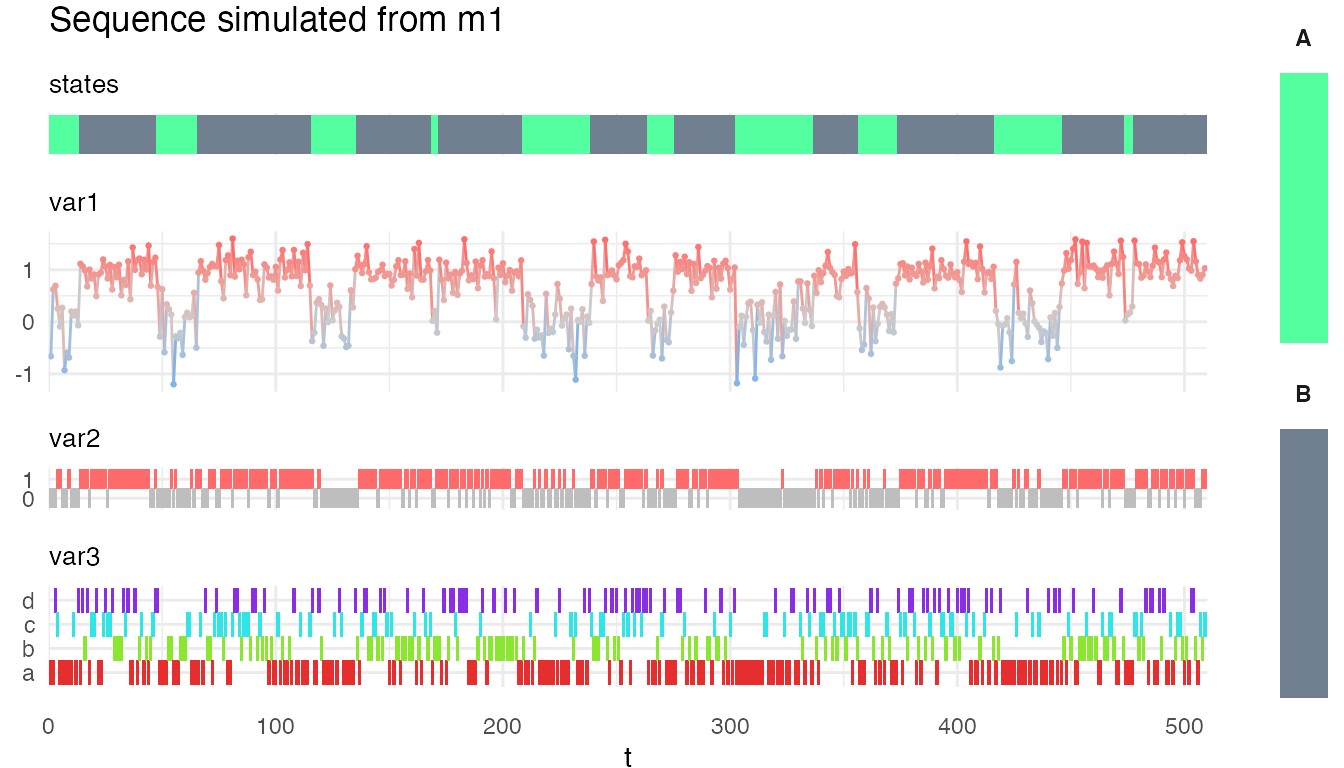 Sequence simulated from m1
A
states
var1
1
0
-1
B
var2
1
0
var3
d
c
b
a
0 100 200 300 400 500
t